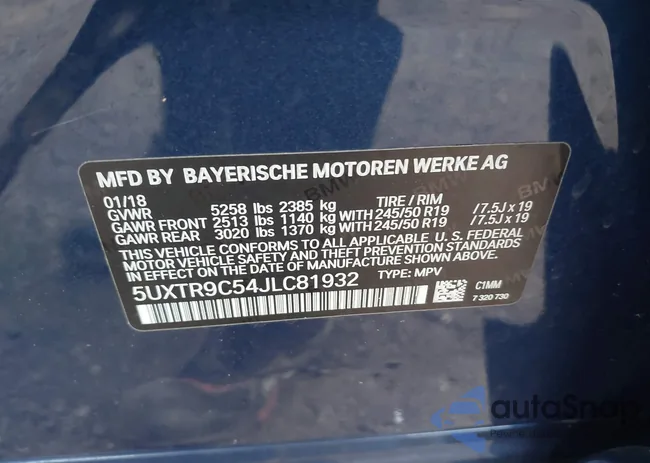 MFD BY BAYERISCHE MOTOREN WERKE AG
01/18 TIRE / RIM
GVWR 5258 lbs 2385 kg
GAWR FRONT 2513 lbs 1140 kg WITH 245/50 R19 /7.5J x 19
GAWR REAR 3020 lbs 1370 kg WITH 245/50 R19 /7.5J x 19
THIS VEHICLE CONFORMS TO ALL APPLICABLE U. S. FEDERAL
MOTOR VEHICLE SAFETY AND THEFT PREVENTION STANDARDS
IN EFFECT ON THE DATE OF MANUFACTURE SHOWN ABOVE.
5UXTR9C54JLC81932 TYPE: MPV
C1MM
7 320 730
autoSnap